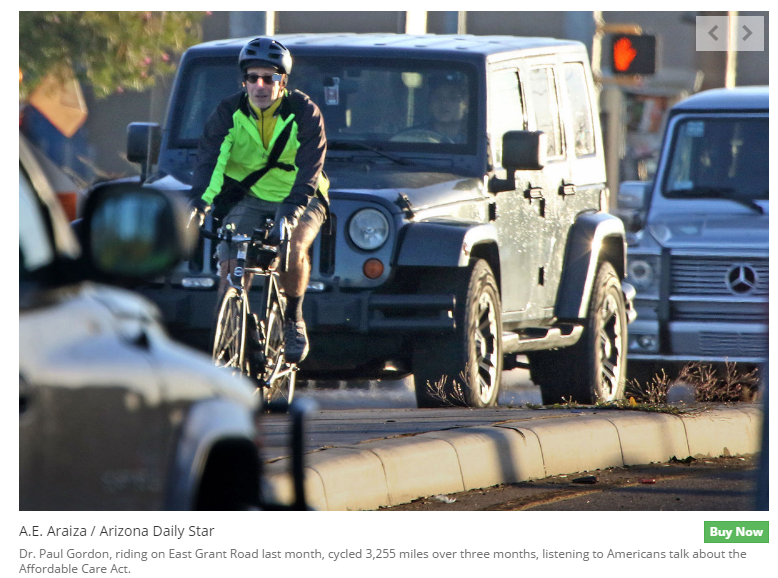 A.E. Araiza / Arizona Daily Star
Buy Now
Dr. Paul Gordon, riding on East Grant Road last month, cycled 3,255 miles over three months, listening to Americans talk about the
Affordable Care Act.